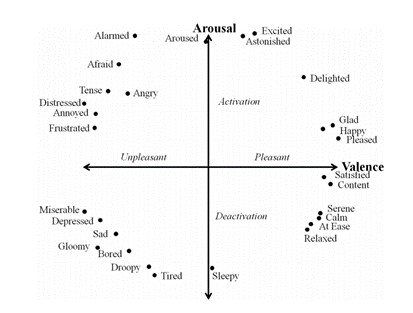 Arousal
Alarmed
Aroused
Excited
Astonished
Afraid
Delighted
Tense
Angry
Distressed
Activation
Annoyed
Glad
Frustrated
Happy
Pleased
Unpleasant
Pleasant
Valence
Satisfied
Content
Miserable
Depressed
Deactivation
Serene
Calm
Sad
At Ease
Relaxed
Gloomy
Bored
Droopy
Tired
Sleepy